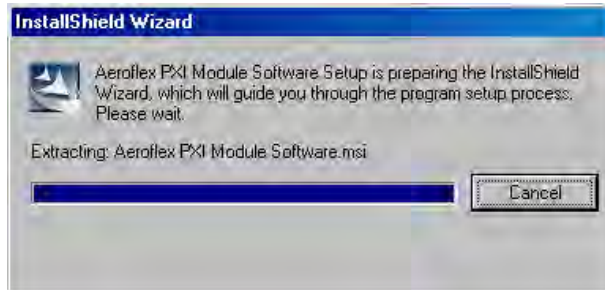 InstallShield Wizard
Aeroflex PXI Module Software Setup is preparing the InstallShield
Wizard, which will guide you through the program setup process.
Please wait.
Extracting: Aeroflex PXI Module Software.msi
Cancel